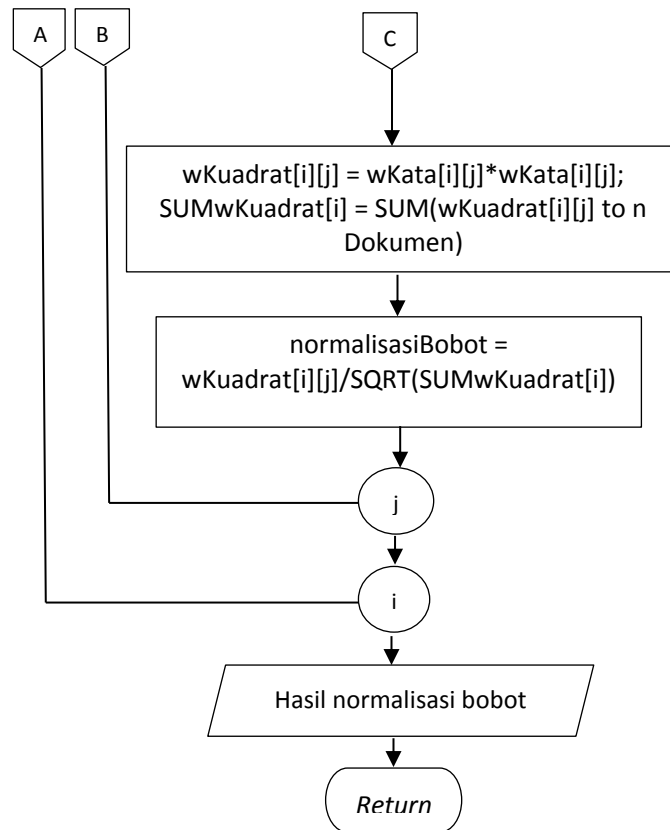 A
B
C
wKuadrat[i][j] = wKata[i][j]*wKata[i][j];
SUMwKuadrat[i] = SUM(wKuadrat[i][j] to n
Dokumen)
normalisasiBobot =
wKuadrat[i][j]/SQRT(SUMwKuadrat[i])
j
i
Hasil normalisasi bobot
Return